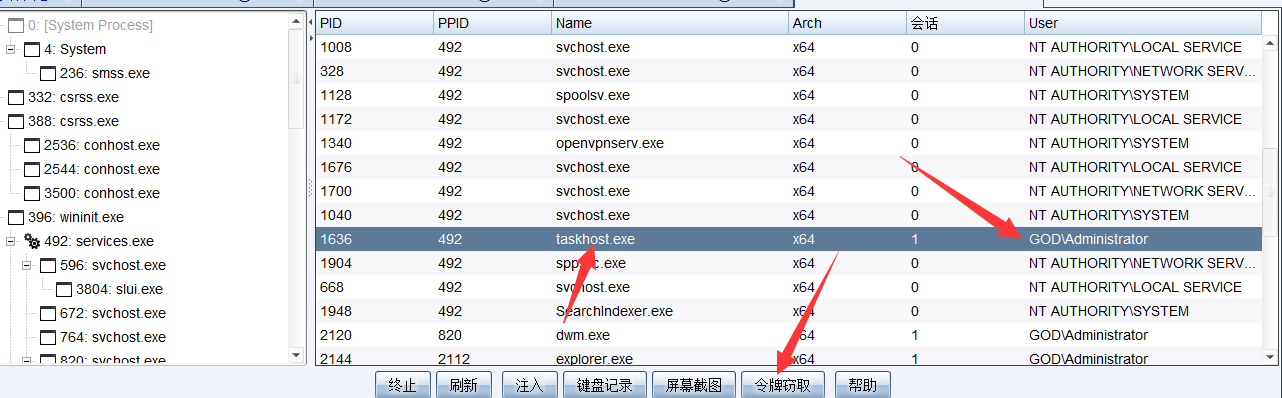 0: [System Process]
4: System
236: smss.exe
332: csrss.exe
388: csrss.exe
2536: conhost.exe
2544: conhost.exe
3500: conhost.exe
396: wininit.exe
492: services.exe
596: svchost.exe
3804: slui.exe
672: svchost.exe
764: svchost.exe
820: svchost.exe
PID PPID Name Arch 会话 User
1008 492 svchost.exe x64 0 NT AUTHORITY\LOCAL SERVICE
328 492 svchost.exe x64 0 NT AUTHORITY\NETWORK SERV...
1128 492 spoolsv.exe x64 0 NT AUTHORITY\SYSTEM
1172 492 svchost.exe x64 0 NT AUTHORITY\LOCAL SERVICE
1340 492 openvpnserv.exe x64 0 NT AUTHORITY\SYSTEM
1676 492 svchost.exe x64 0 NT AUTHORITY\LOCAL SERVICE
1700 492 svchost.exe x64 0 NT AUTHORITY\NETWORK SERV...
1040 492 svchost.exe x64 0 NT AUTHORITY\SYSTEM
1636 492 taskhost.exe x64 1 GOD\Administrator
1904 492 x64 0 NT AUTHORITY\NETWORK SERV...
668 492 svchost.exe x64 0 NT AUTHORITY\LOCAL SERVICE
1948 492 SearchIndexer.exe x64 0 NT AUTHORITY\SYSTEM
2120 820 dwm.exe x64 1 GOD\Administrator
2144 2112 explorer.exe x64 1 GOD\Administrator
终止 刷新 注入 键盘记录 屏幕截图 令牌窃取 帮助